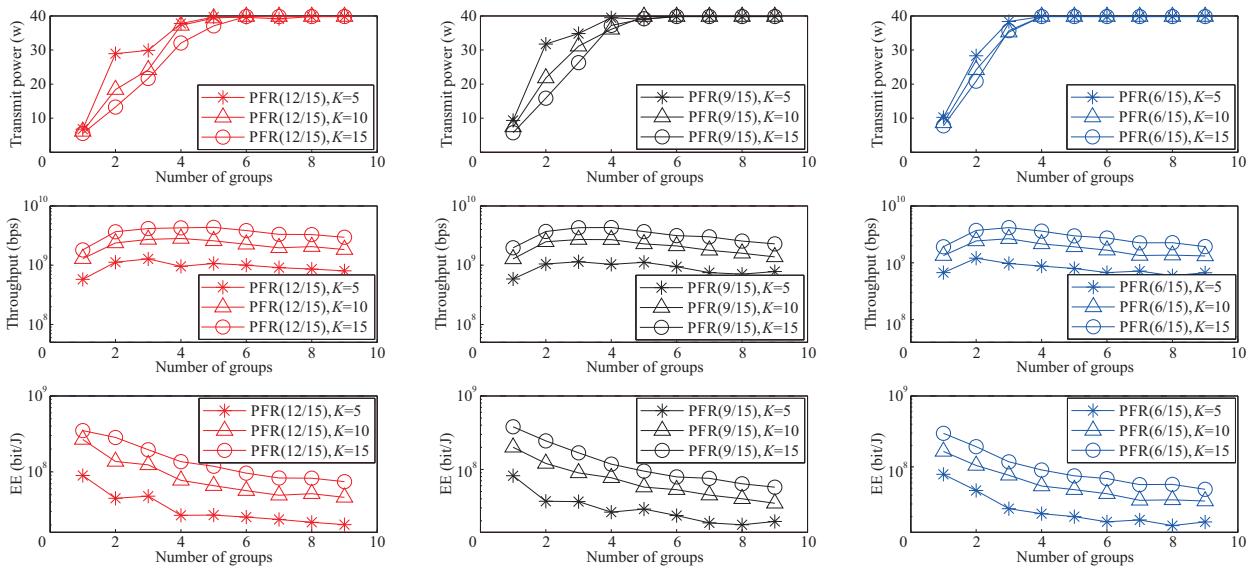 Transmit power (w)
40
30
20
10
0
2
4
6
8
10
Number of groups
PFR(12/15), K=5
PFR(12/15), K=10
PFR(12/15), K=15
Transmit power (w)
40
30
20
10
0
2
4
6
8
10
Number of groups
PFR(9/15), K=5
PFR(9/15), K=10
PFR(9/15), K=15
Transmit power (w)
40
30
20
10
0
2
4
6
8
10
Number of groups
PFR(6/15), K=5
PFR(6/15), K=10
PFR(6/15), K=15
Throughput (bps)
10^10
10^9
10^8
0
2
4
6
8
10
Number of groups
PFR(12/15), K=5
PFR(12/15), K=10
PFR(12/15), K=15
Throughput (bps)
10^10
10^9
10^8
0
2
4
6
8
10
Number of groups
PFR(9/15), K=5
PFR(9/15), K=10
PFR(9/15), K=15
Throughput (bps)
10^10
10^9
10^8
0
2
4
6
8
10
Number of groups
PFR(6/15), K=5
PFR(6/15), K=10
PFR(6/15), K=15
EE (bit/J)
10^9
10^8
0
2
4
6
8
10
Number of groups
PFR(12/15), K=5
PFR(12/15), K=10
PFR(12/15), K=15
EE (bit/J)
10^9
10^8
0
2
4
6
8
10
Number of groups
PFR(9/15), K=5
PFR(9/15), K=10
PFR(9/15), K=15
EE (bit/J)
10^9
10^8
0
2
4
6
8
10
Number of groups
PFR(6/15), K=5
PFR(6/15), K=10
PFR(6/15), K=15